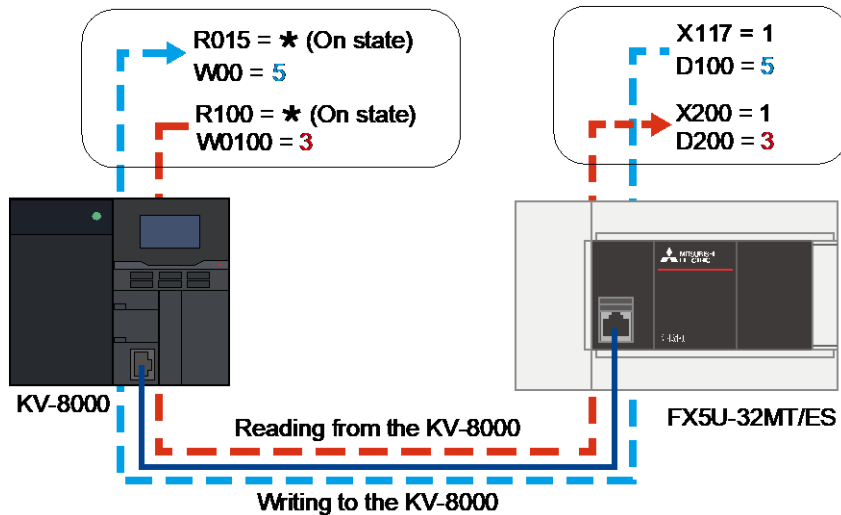 R015 = * (On state)
W00 = 5
R100 = * (On state)
W0100 = 3
X117 = 1
D100 = 5
X200 = 1
D200 = 3
MITSUBISHI
ELECTRIC
KV-8000
FX5U-32MT/ES
Reading from the KV-8000
Writing to the KV-8000